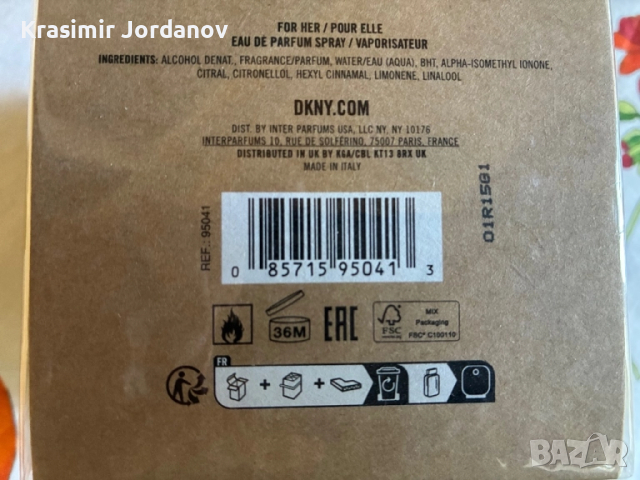 Krasimir Jordanov
FOR HER / POUR ELLE
EAU DE PARFUM SPRAY / VAPORISATEUR
INGREDIENTS: ALCOHOL DENAT., FRAGRANCE/PARFUM, WATER/EAU (AQUA), BHT, ALPHA-ISOMETHYL IONONE,
CITRAL, CITRONELLOL, HEXYL CINNAMAL, LIMONENE, LINALOOL
DKNY.COM
DIST. BY INTER PARFUMS USA, LLC NY, NY 10176
INTERPARFUMS 10, RUE DE SOLFÉRINO, 75007 PARIS, FRANCE
DISTRIBUTED IN UK BY KGA/CBL KT13 8RX UK
MADE IN ITALY
01R1501
REF.: 95041
0 85715 95041 3
36M
EAC
FSC
MIX
Packaging
FSC® C100110
FR
BAZAR